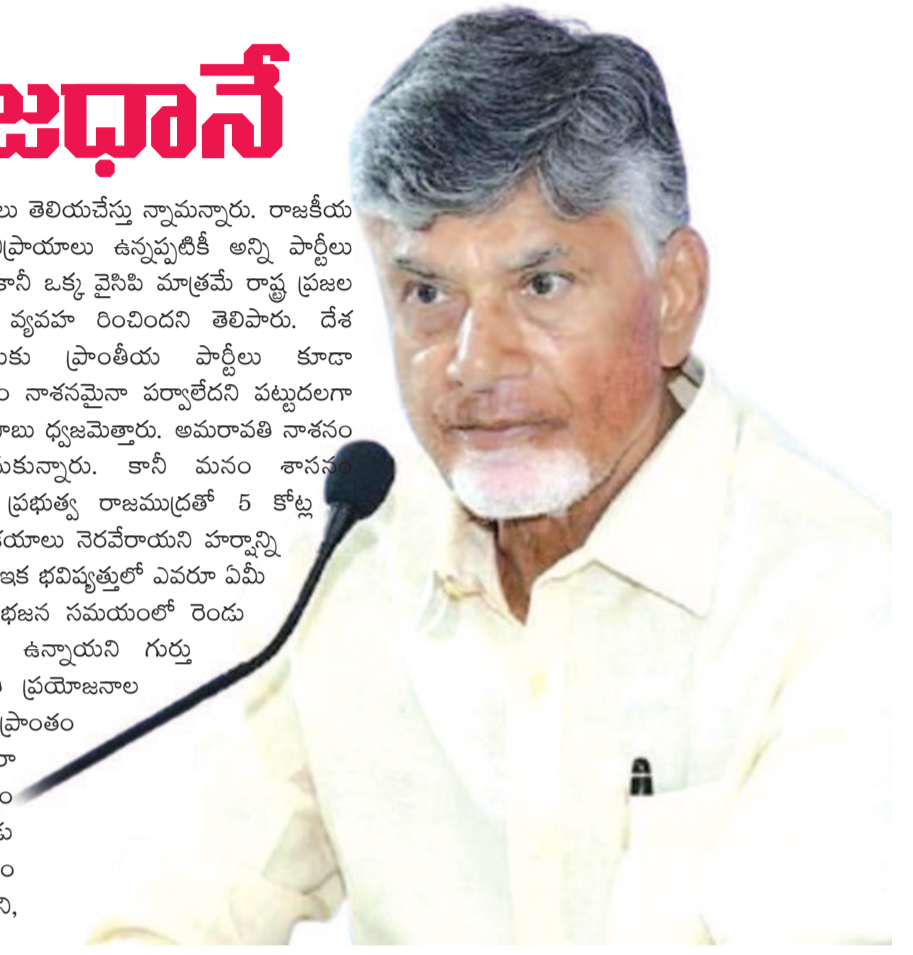 జధానే
లు తెలియచేస్తు న్నామన్నారు. రాజకీయ
ప్రాయాలు ఉన్నప్పటికీ అన్ని పార్టీలు
కానీ ఒక్క వైసిపి మాత్రమే రాష్ట్ర ప్రజల
వ్యవహ రించిందని తెలిపారు. దేశ
కు ప్రాంతీయ పార్టీలు కూడా
ం నాశనమైనా పర్వాలేదని పట్టుదలగా
బాబు ధ్వజమెత్తారు. అమరావతి నాశనం
కున్నారు. కానీ మనం శాసనం
ప్రభుత్వ రాజముద్రతో 5 కోట్ల
యాలు నెరవేరాయని హర్షాన్ని
ఇక భవిష్యత్తులో ఎవరూ ఏమీ
భజన సమయంలో రెండు
ఉన్నాయని గుర్తు
ప్రయోజనాల
ప్రాంతం
రా
ం
డు
ం
ని,